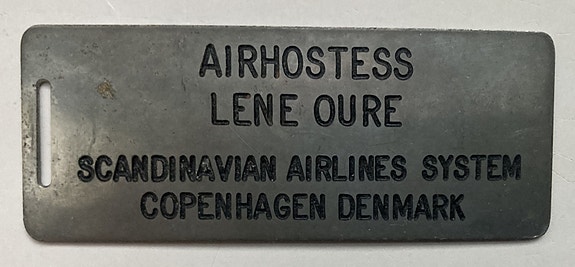 AIRHOSTESS
LENE OURE
SCANDINAVIAN AIRLINES SYSTEM
COPENHAGEN DENMARK